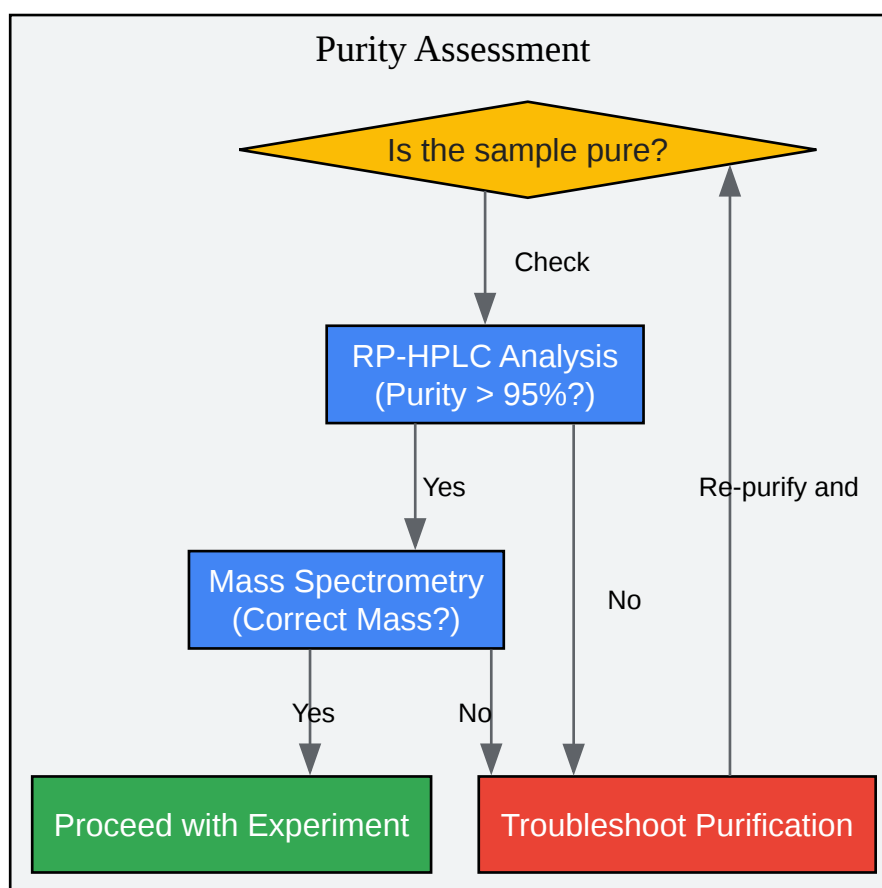 Purity Assessment
Is the sample pure?
Check
RP-HPLC Analysis
(Purity > 95%?)
Yes
Re-purify and
Mass Spectrometry
(Correct Mass?)
No
Yes
No
Proceed with Experiment
Troubleshoot Purification